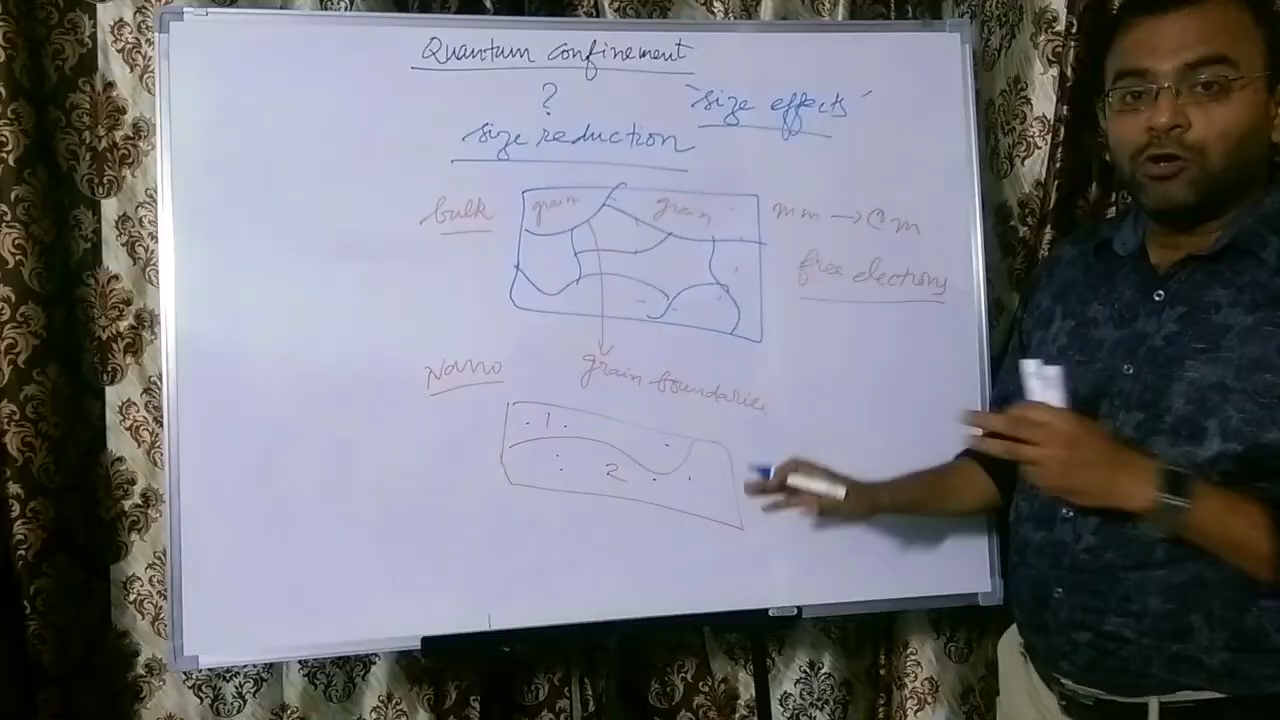 Quantum confinement
?
"size effects"
size reduction
bulk
grain
grain
mm → cm
free electrons
Nano
grain boundaries
1
2